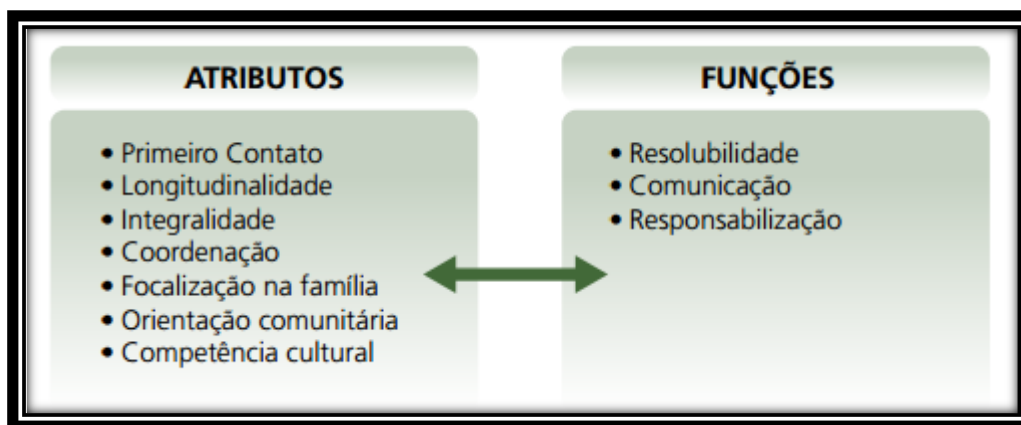 ATRIBUTOS
• Primeiro Contato
• Longitudinalidade
• Integralidade
• Coordenação
• Focalização na família
• Orientação comunitária
• Competência cultural
FUNÇÕES
• Resolubilidade
• Comunicação
• Responsabilização